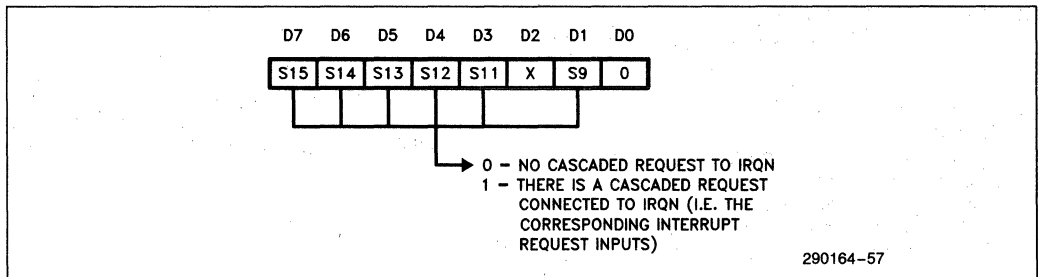 D7 D6 D5 D4 D3 D2 D1 D0
S15 S14 S13 S12 S11 X S9 0
0 – NO CASCADED REQUEST TO IRQN
1 – THERE IS A CASCADED REQUEST
CONNECTED TO IRQN (I.E. THE
CORRESPONDING INTERRUPT
REQUEST INPUTS)
290164–57